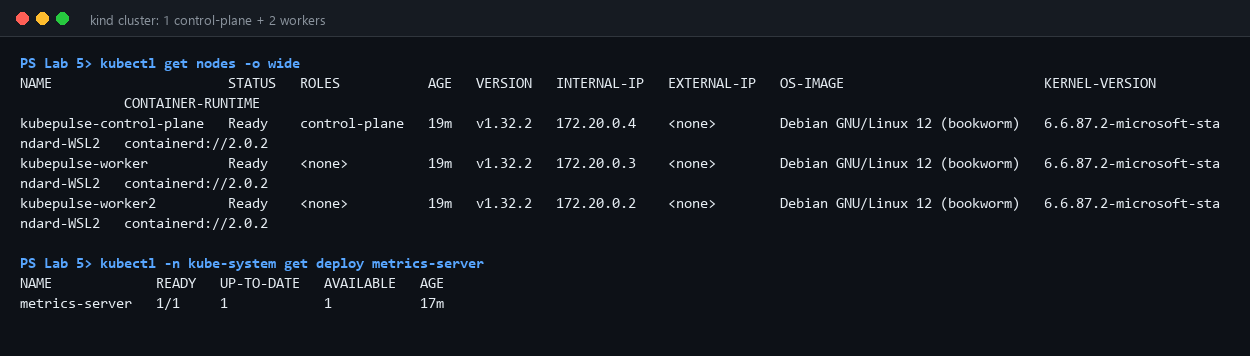 kind cluster: 1 control-plane + 2 workers
PS Lab 5> kubectl get nodes -o wide
NAME                      STATUS   ROLES           AGE   VERSION   INTERNAL-IP   EXTERNAL-IP   OS-IMAGE                         KERNEL-VERSION
             CONTAINER-RUNTIME
kubepulse-control-plane   Ready    control-plane   19m   v1.32.2   172.20.0.4    <none>        Debian GNU/Linux 12 (bookworm)   6.6.87.2-microsoft-sta
ndard-WSL2   containerd://2.0.2
kubepulse-worker          Ready    <none>          19m   v1.32.2   172.20.0.3    <none>        Debian GNU/Linux 12 (bookworm)   6.6.87.2-microsoft-sta
ndard-WSL2   containerd://2.0.2
kubepulse-worker2         Ready    <none>          19m   v1.32.2   172.20.0.2    <none>        Debian GNU/Linux 12 (bookworm)   6.6.87.2-microsoft-sta
ndard-WSL2   containerd://2.0.2
PS Lab 5> kubectl -n kube-system get deploy metrics-server
NAME             READY   UP-TO-DATE   AVAILABLE   AGE
metrics-server   1/1     1            1           17m